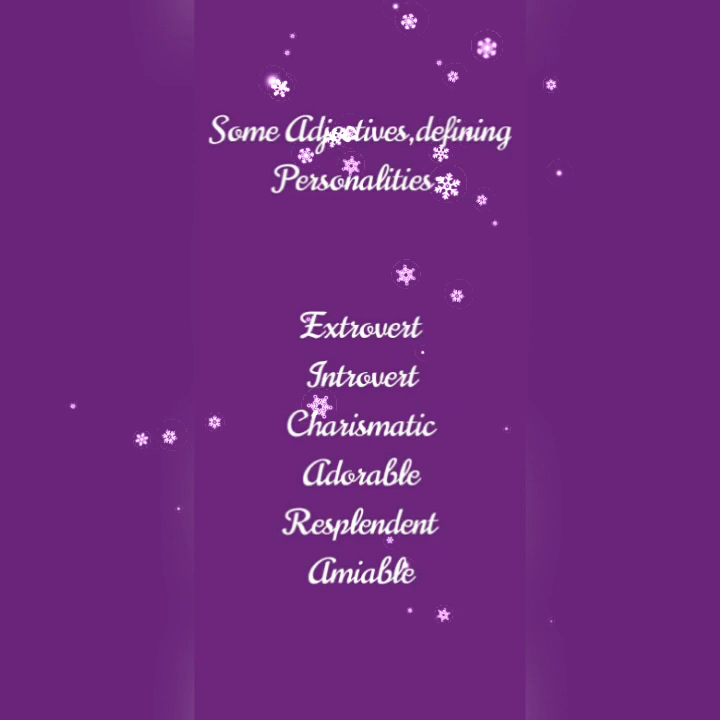 Some Adjectives,defining
Personalities
Extrovert
Introvert
Charismatic
Adorable
Resplendent
Amiable